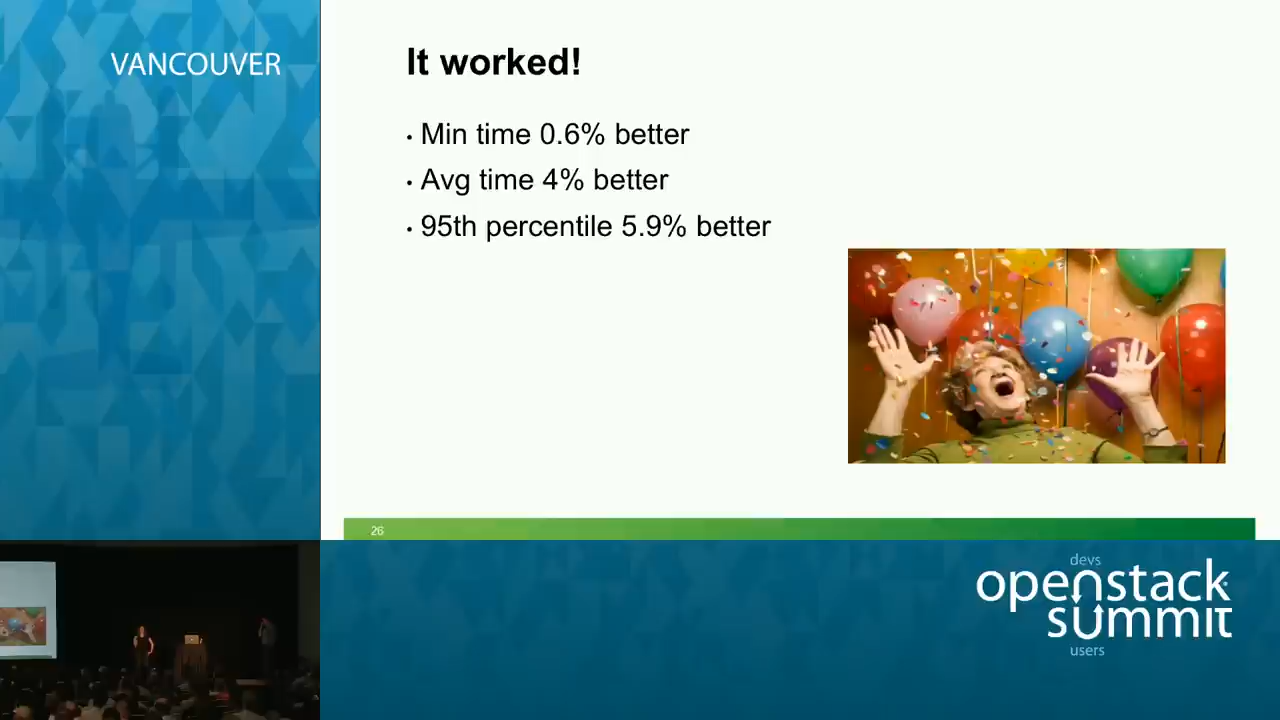 VANCOUVER
It worked!
• Min time 0.6% better
• Avg time 4% better
• 95th percentile 5.9% better
26
devs
openstack
summit
users